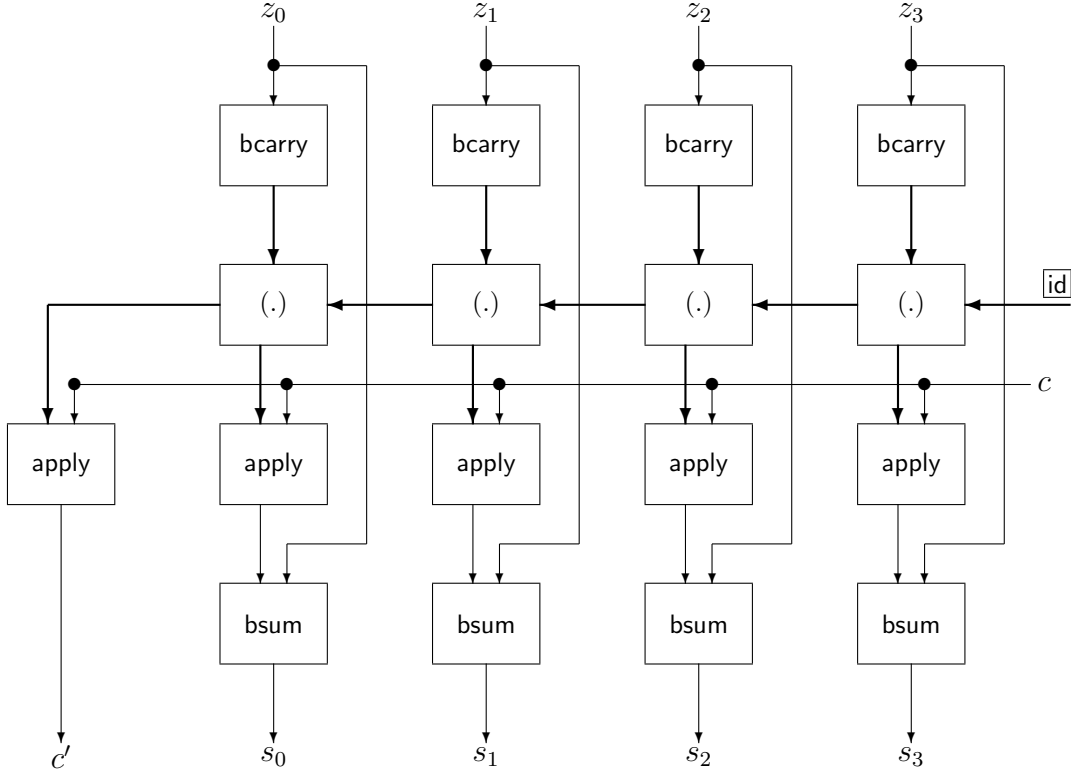 z₀ z₁ z₂ z₃
bcarry bcarry bcarry bcarry
id
(.) (.) (.) (.)
c
apply apply apply apply apply
bsum bsum bsum bsum
c′ s₀ s₁ s₂ s₃